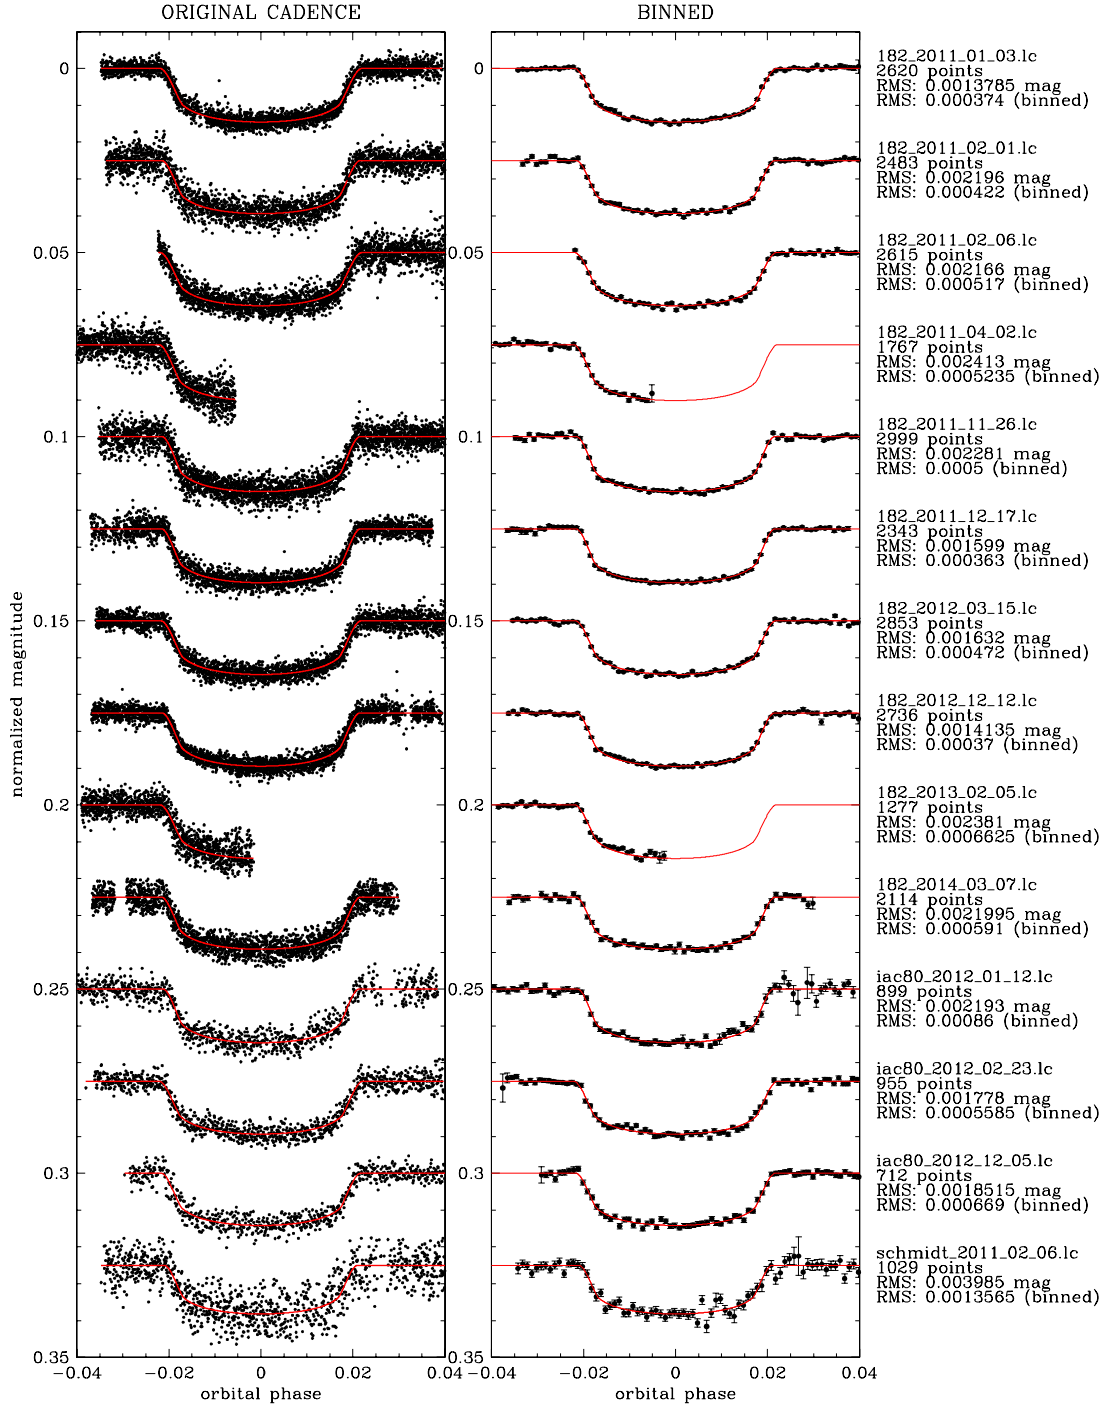 ORIGINAL CADENCE
BINNED
182_2011_01_03.lc
2620 points
RMS: 0.0013785 mag
RMS: 0.000374 (binned)
182_2011_02_01.lc
2483 points
RMS: 0.002196 mag
RMS: 0.000422 (binned)
182_2011_02_06.lc
2615 points
RMS: 0.002166 mag
RMS: 0.000517 (binned)
182_2011_04_02.lc
1767 points
RMS: 0.002413 mag
RMS: 0.0005235 (binned)
182_2011_11_26.lc
2999 points
RMS: 0.002281 mag
RMS: 0.0005 (binned)
182_2011_12_17.lc
2343 points
RMS: 0.001599 mag
RMS: 0.000363 (binned)
182_2012_03_15.lc
2853 points
RMS: 0.001632 mag
RMS: 0.000472 (binned)
182_2012_12_12.lc
2736 points
RMS: 0.0014135 mag
RMS: 0.00037 (binned)
182_2013_02_05.lc
1277 points
RMS: 0.002381 mag
RMS: 0.0006625 (binned)
182_2014_03_07.lc
2114 points
RMS: 0.0021995 mag
RMS: 0.000591 (binned)
iac80_2012_01_12.lc
899 points
RMS: 0.002193 mag
RMS: 0.00086 (binned)
iac80_2012_02_23.lc
955 points
RMS: 0.001778 mag
RMS: 0.0005585 (binned)
iac80_2012_12_05.lc
712 points
RMS: 0.0018515 mag
RMS: 0.000669 (binned)
schmidt_2011_02_06.lc
1029 points
RMS: 0.003985 mag
RMS: 0.0013565 (binned)
normalized magnitude
0
0.05
0.1
0.15
0.2
0.25
0.3
0.35
0
0.05
0.1
0.15
0.2
0.25
0.3
0.35
−0.04 −0.02 0 0.02 0.04
−0.04 −0.02 0 0.02 0.04
orbital phase
orbital phase